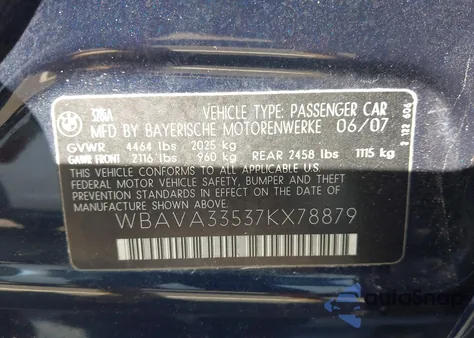 328iA VEHICLE TYPE: PASSENGER CAR
MFD BY BAYERISCHE MOTORENWERKE 06/07
GVWR 4464 lbs 2025 kg
GAWR FRONT 2116 lbs 960 kg REAR 2458 lbs 1115 kg
THIS VEHICLE CONFORMS TO ALL APPLICABLE U.S.
FEDERAL MOTOR VEHICLE SAFETY, BUMPER AND THEFT
PREVENTION STANDARDS IN EFFECT ON THE DATE
OF MANUFACTURE SHOWN ABOVE:
WBAVA33537KX78879
autoSnap